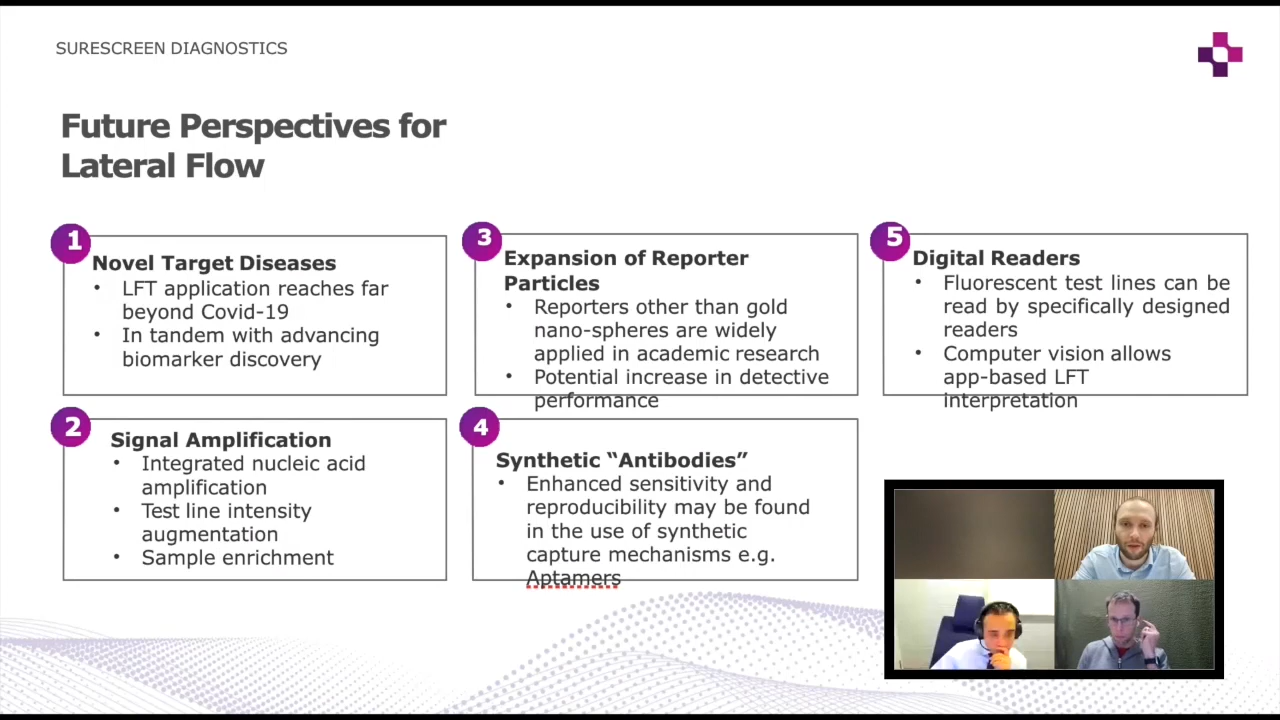 SURESCREEN DIAGNOSTICS
Future Perspectives for
Lateral Flow
1
Novel Target Diseases
• LFT application reaches far
beyond Covid-19
• In tandem with advancing
biomarker discovery
2
Signal Amplification
• Integrated nucleic acid
amplification
• Test line intensity
augmentation
• Sample enrichment
3
Expansion of Reporter
Particles
• Reporters other than gold
nano-spheres are widely
applied in academic research
• Potential increase in detective
performance
4
Synthetic “Antibodies”
• Enhanced sensitivity and
reproducibility may be found
in the use of synthetic
capture mechanisms e.g.
Aptamers
5
Digital Readers
• Fluorescent test lines can be
read by specifically designed
readers
• Computer vision allows
app-based LFT
interpretation